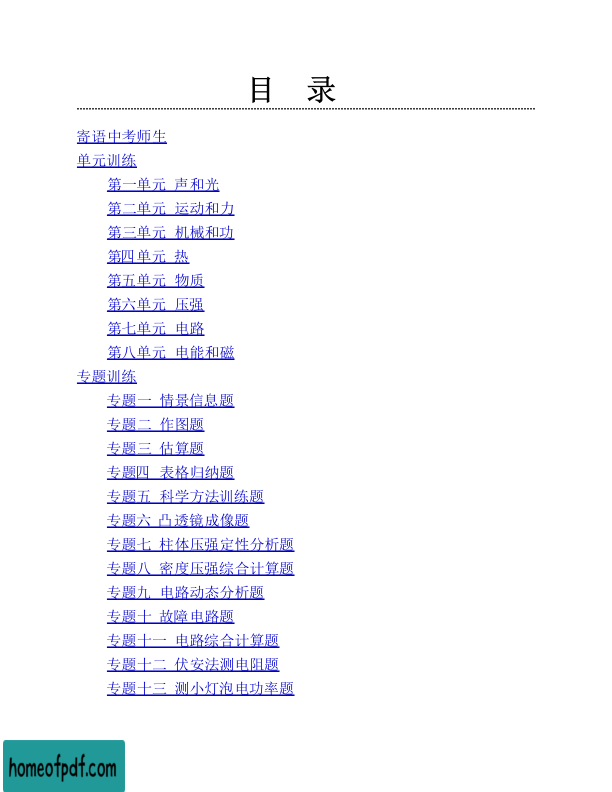 目 录
寄语中考师生
单元训练
第一单元 声和光
第二单元 运动和力
第三单元 机械和功
第四单元 热
第五单元 物质
第六单元 压强
第七单元 电路
第八单元 电能和磁
专题训练
专题一 情景信息题
专题二 作图题
专题三 估算题
专题四 表格归纳题
专题五 科学方法训练题
专题六 凸透镜成像题
专题七 柱体压强定性分析题
专题八 密度压强综合计算题
专题九 电路动态分析题
专题十 故障电路题
专题十一 电路综合计算题
专题十二 伏安法测电阻题
专题十三 测小灯泡电功率题
homeofpdf.com